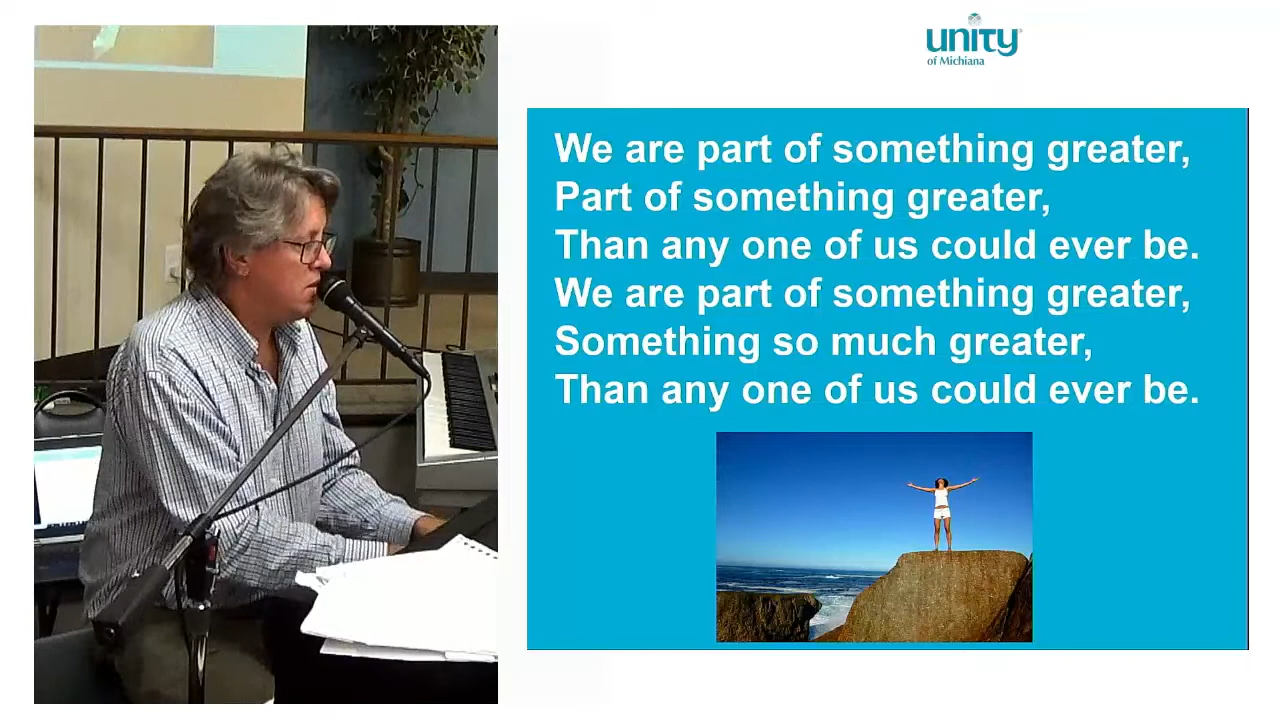 unity
of Michiana
We are part of something greater,
Part of something greater,
Than any one of us could ever be.
We are part of something greater,
Something so much greater,
Than any one of us could ever be.